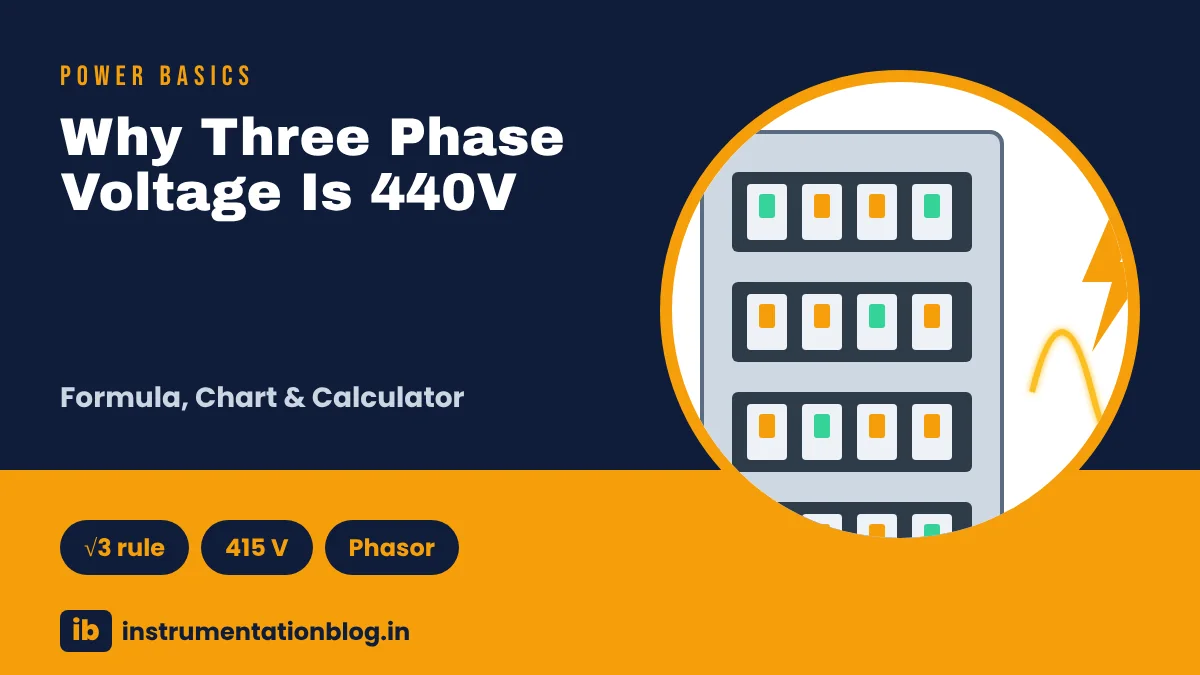 POWER BASICS
Why Three Phase
Voltage Is 440V
Formula, Chart & Calculator
√3 rule
415 V
Phasor
ib
instrumentationblog.in